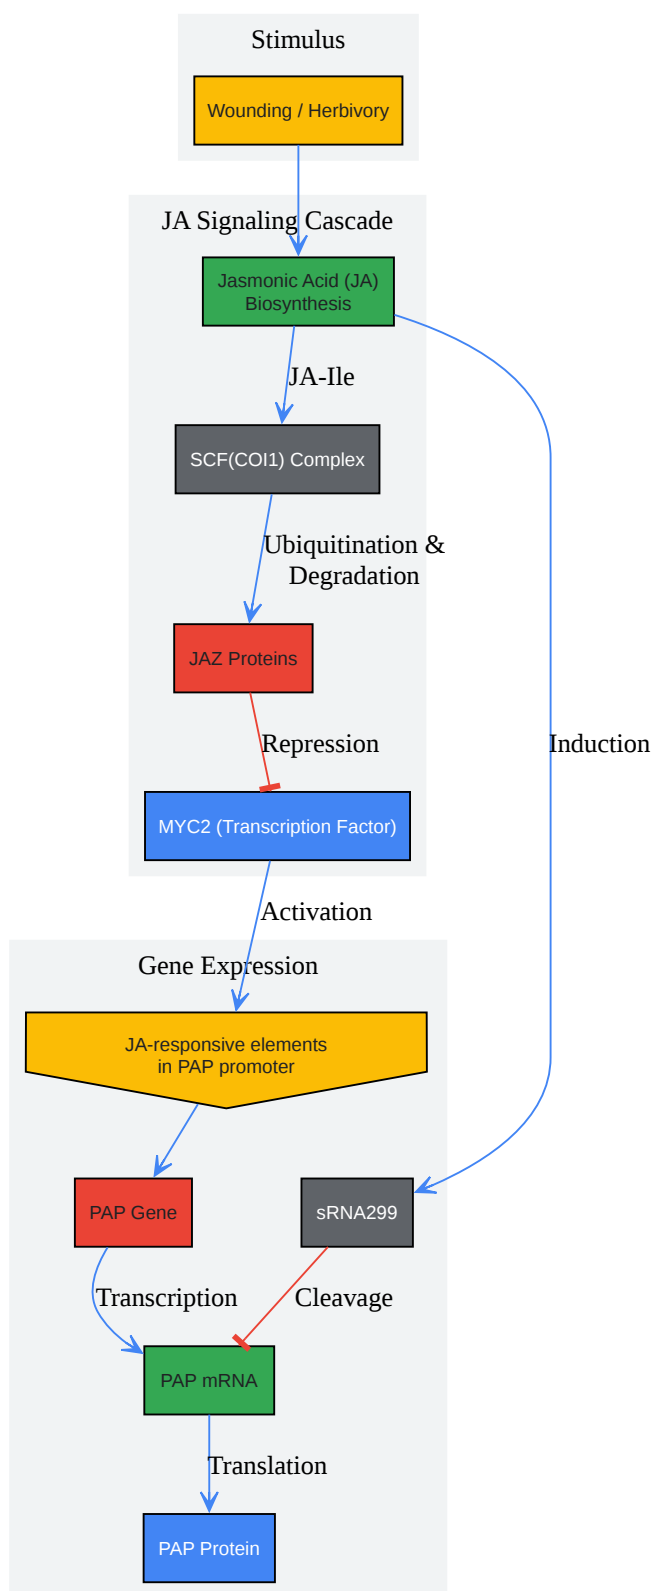 Stimulus
Wounding / Herbivory
JA Signaling Cascade
Jasmonic Acid (JA)
Biosynthesis
JA-Ile
SCF(COI1) Complex
Ubiquitination &
Degradation
JAZ Proteins
Repression
Induction
MYC2 (Transcription Factor)
Activation
Gene Expression
JA-responsive elements
in PAP promoter
PAP Gene
sRNA299
Transcription
Cleavage
PAP mRNA
Translation
PAP Protein